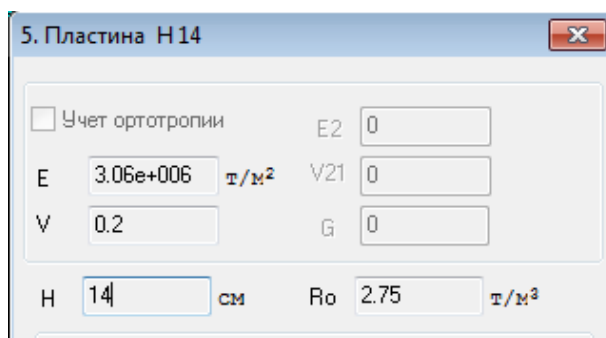 5. Пластина H 14
Учет ортотропии
E2 0
E 3.06e+006 т/м²
V21 0
V 0.2
G 0
H 14 см Ro 2.75 т/м³